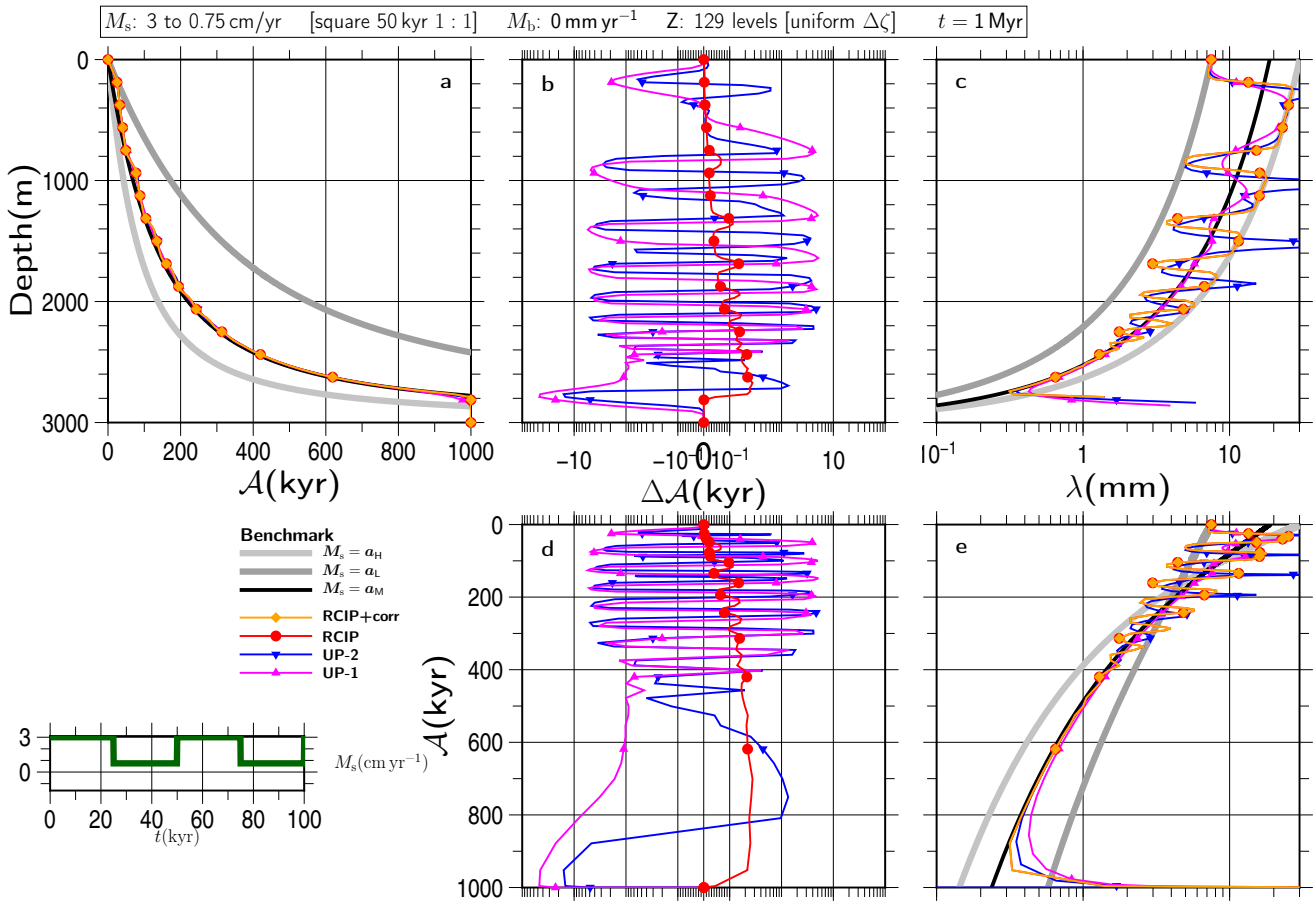 Mₛ: 3 to 0.75 cm/yr [square 50 kyr 1 : 1] M_b: 0 mm yr⁻¹ Z: 129 levels [uniform Δζ] t = 1 Myr
0
1000
2000
3000
Depth(m)
0 200 400 600 800 1000
𝒜(kyr)
a
b
−10 −10⁻¹ 0 10⁻¹ 10
Δ𝒜(kyr)
c
10⁻¹ 1 10
λ(mm)
Benchmark
Mₛ = a_H
Mₛ = a_L
Mₛ = a_M
RCIP+corr
RCIP
UP-2
UP-1
3
0
0 20 40 60 80 100
t(kyr)
Mₛ(cm yr⁻¹)
0
200
400
600
800
1000
𝒜(kyr)
d
e